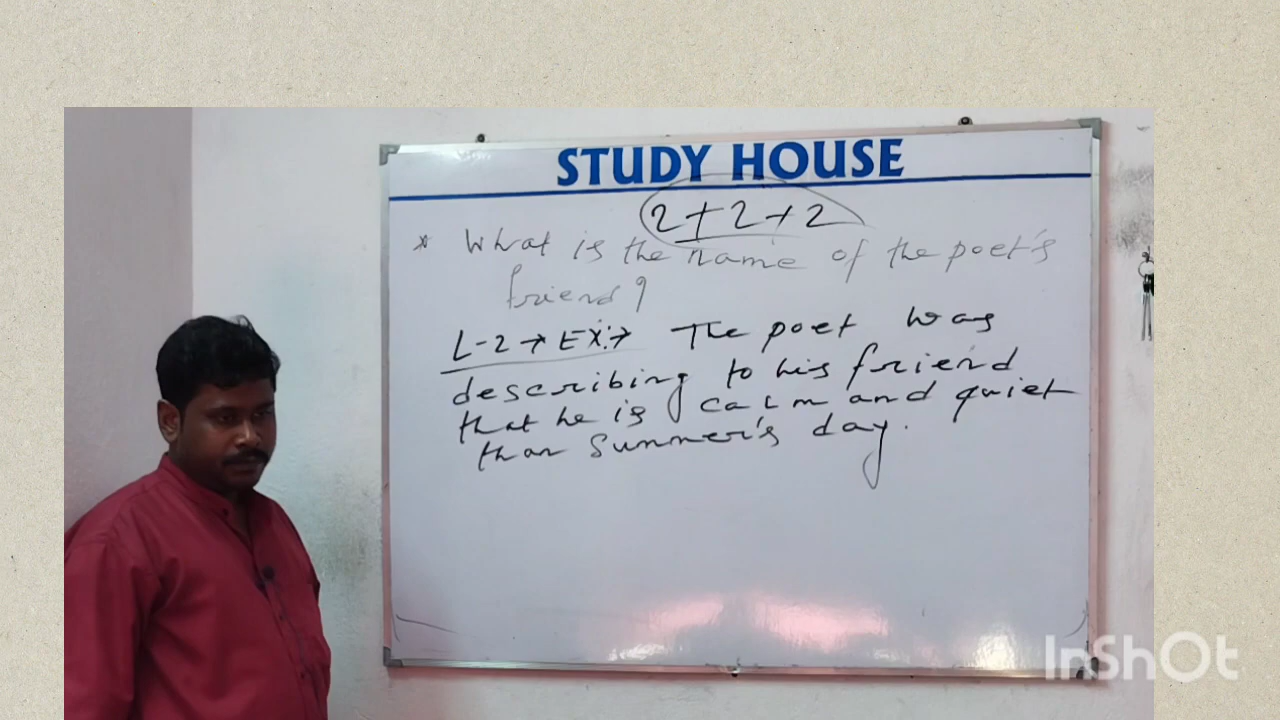 STUDY HOUSE
2+2+2
* What is the name of the poet's
friend?
L-2 → EX:→ The poet was
describing to his friend
that he is calm and quiet
than Summer's day.
InShOt